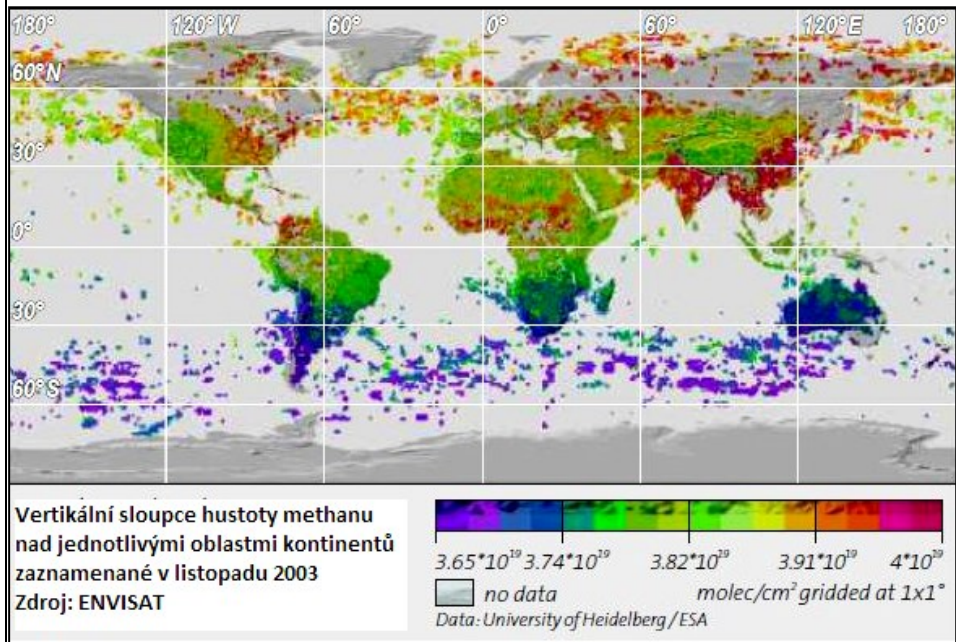 180° 120° W 60° 0° 60° 120° E 180°
60°N
30°
0°
30°
60° S
Vertikální sloupce hustoty methanu
nad jednotlivými oblastmi kontinentů
zaznamenané v listopadu 2003
Zdroj: ENVISAT
3.65*10¹⁹ 3.74*10¹⁹ 3.82*10¹⁹ 3.91*10¹⁹ 4*10¹⁹
no data molec/cm² gridded at 1x1°
Data: University of Heidelberg / ESA